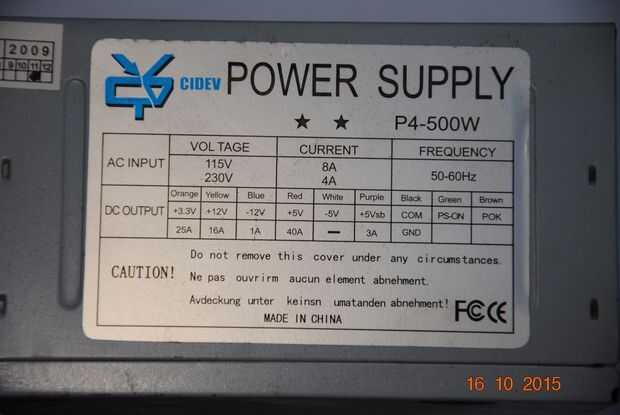 2009
8 9 10 11 12
CIDEV POWER SUPPLY
★ ★ P4-500W
AC INPUT VOLTAGE CURRENT FREQUENCY
115V 8A 50-60Hz
230V 4A
DC OUTPUT Orange Yellow Blue Red White Purple Black Green Brown
+3.3V +12V -12V +5V -5V +5Vsb COM PS-ON POK
25A 16A 1A 40A — 3A GND
CAUTION!
Do not remove this cover under any circumstances.
Ne pas ouvrirm aucun element abnehment.
Avdeckung unter keinsn umatanden abnehment!
MADE IN CHINA
FC CE
16 10 2015